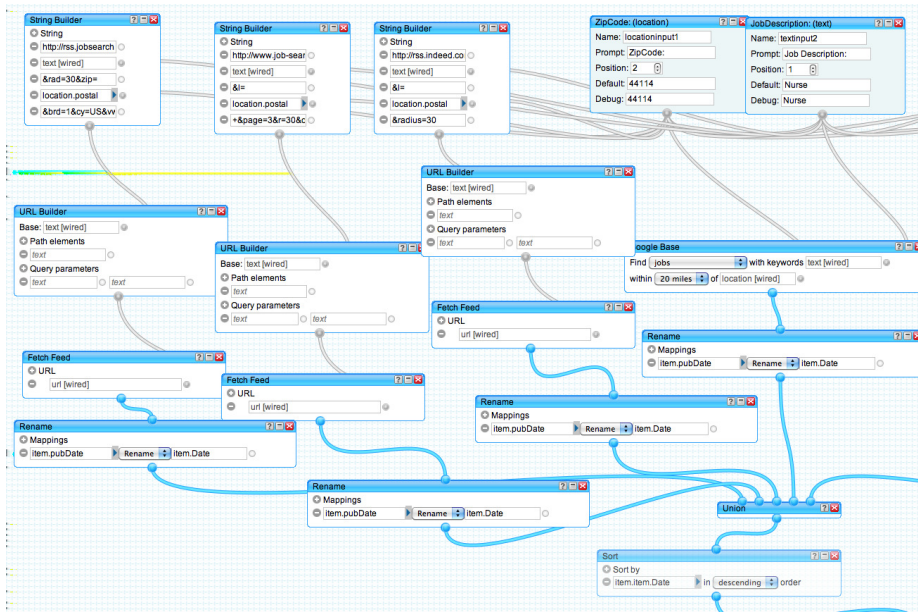 String Builder
String
http://rss.jobsearch
text [wired]
&rad=30&zip=
location.postal
&brd=1&cy=US&vv
String Builder
String
http://www.job-sear
text [wired]
&l=
location.postal
+&page=3&r=30&c
String Builder
String
http://rss.indeed.co
text [wired]
&l=
location.postal
&radius=30
ZipCode: (location)
Name: locationinput1
Prompt: ZipCode:
Position: 2
Default: 44114
Debug: 44114
JobDescription: (text)
Name: textinput2
Prompt: Job Description:
Position: 1
Default: Nurse
Debug: Nurse
URL Builder
Base: text [wired]
Path elements
text
Query parameters
text text
URL Builder
Base: text [wired]
Path elements
text
Query parameters
text text
URL Builder
Base: text [wired]
Path elements
text
Query parameters
text text
oogle Base
Find jobs with keywords text [wired]
within 20 miles of location [wired]
Fetch Feed
URL
url [wired]
Fetch Feed
URL
url [wired]
Fetch Feed
URL
url [wired]
Rename
Mappings
item.pubDate Rename item.Date
Rename
Mappings
item.pubDate Rename item.Date
Rename
Mappings
item.pubDate Rename item.Date
Rename
Mappings
item.pubDate Rename item.Date
Union
Sort
Sort by
item.item.Date in descending order